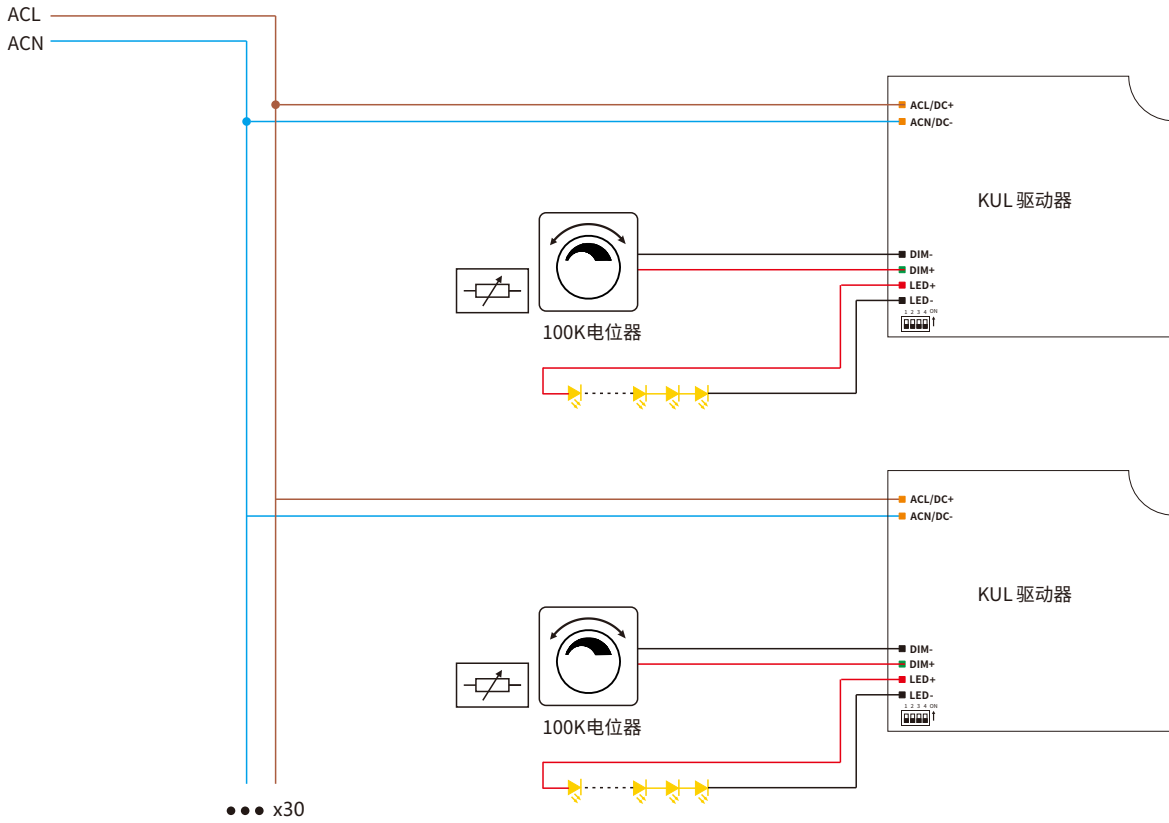 ACL
ACN
ACL/DC+
ACN/DC-
KUL 驱动器
DIM-
DIM+
LED+
LED-
1 2 3 4 ON
100K电位器
ACL/DC+
ACN/DC-
KUL 驱动器
DIM-
DIM+
LED+
LED-
1 2 3 4 ON
100K电位器
●●● x30